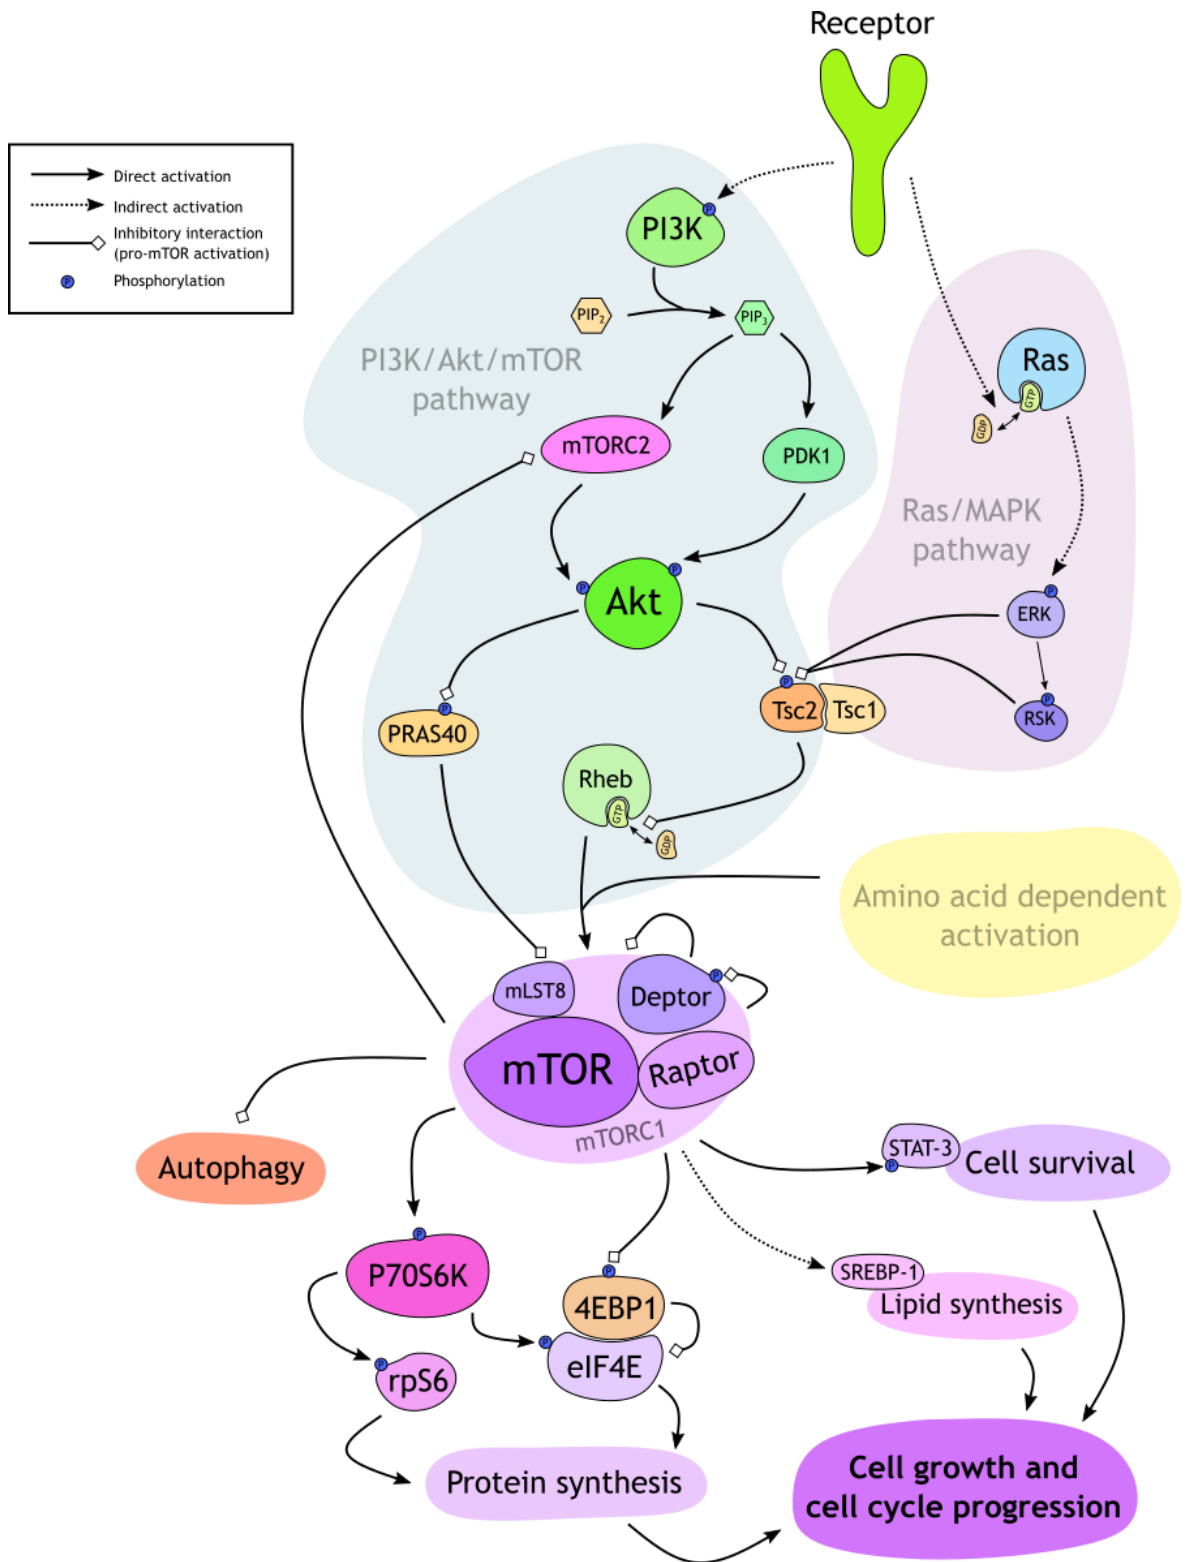 Receptor
Direct activation
Indirect activation
Inhibitory interaction
(pro-mTOR activation)
P
Phosphorylation
P
PI3K
PIP2
PIP3
PI3K/Akt/mTOR
pathway
Ras
GTP
GDP
mTORC2
PDK1
Ras/MAPK
pathway
P
P
Akt
P
ERK
P
PRAS40
P
Tsc2
Tsc1
P
RSK
Rheb
GTP
GDP
Amino acid dependent
activation
mLST8
Deptor
P
mTOR
Raptor
mTORC1
Autophagy
STAT-3
P
Cell survival
P
P70S6K
P
4EBP1
SREBP-1
Lipid synthesis
P
eIF4E
P
rpS6
Protein synthesis
Cell growth and
cell cycle progression